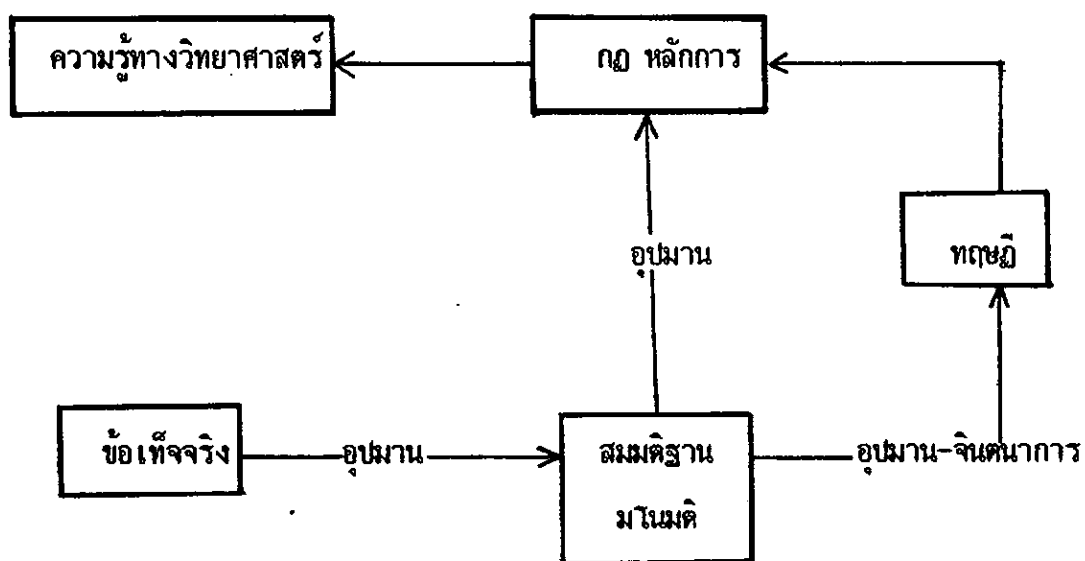 ความรู้ทางวิทยาศาสตร์
กฎ หลักการ
ทฤษฎี
อุปมาน
ข้อเท็จจริง
อุปมาน
สมมติฐาน
มโนมติ
อุปมาน-จินตนาการ